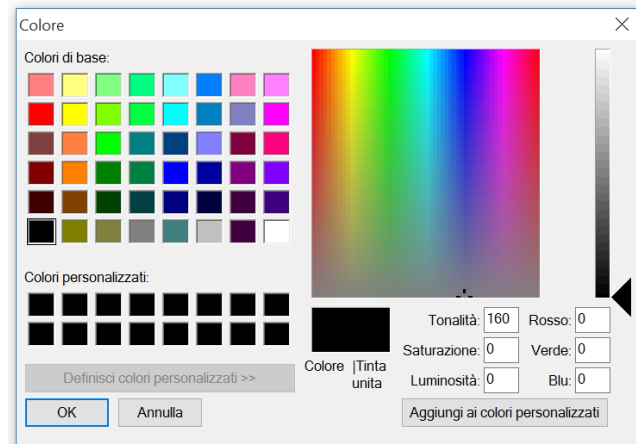 Colore
Colori di base:
Colori personalizzati:
Definisci colori personalizzati >>
OK
Annulla
Colore |Tinta
unita
Tonalità: 160
Rosso: 0
Saturazione: 0
Verde: 0
Luminosità: 0
Blu: 0
Aggiungi ai colori personalizzati